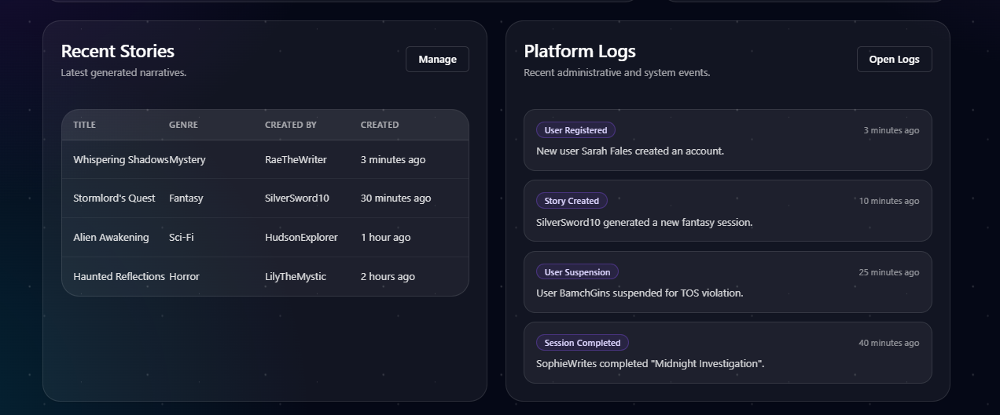 Recent Stories
Latest generated narratives.
Manage
TITLE GENRE CREATED BY CREATED
Whispering Shadows Mystery RaeTheWriter 3 minutes ago
Stormlord's Quest Fantasy SilverSword10 30 minutes ago
Alien Awakening Sci-Fi HudsonExplorer 1 hour ago
Haunted Reflections Horror LilyTheMystic 2 hours ago
Platform Logs
Recent administrative and system events.
Open Logs
User Registered 3 minutes ago
New user Sarah Fales created an account.
Story Created 10 minutes ago
SilverSword10 generated a new fantasy session.
User Suspension 25 minutes ago
User BamchGins suspended for TOS violation.
Session Completed 40 minutes ago
SophieWrites completed "Midnight Investigation".